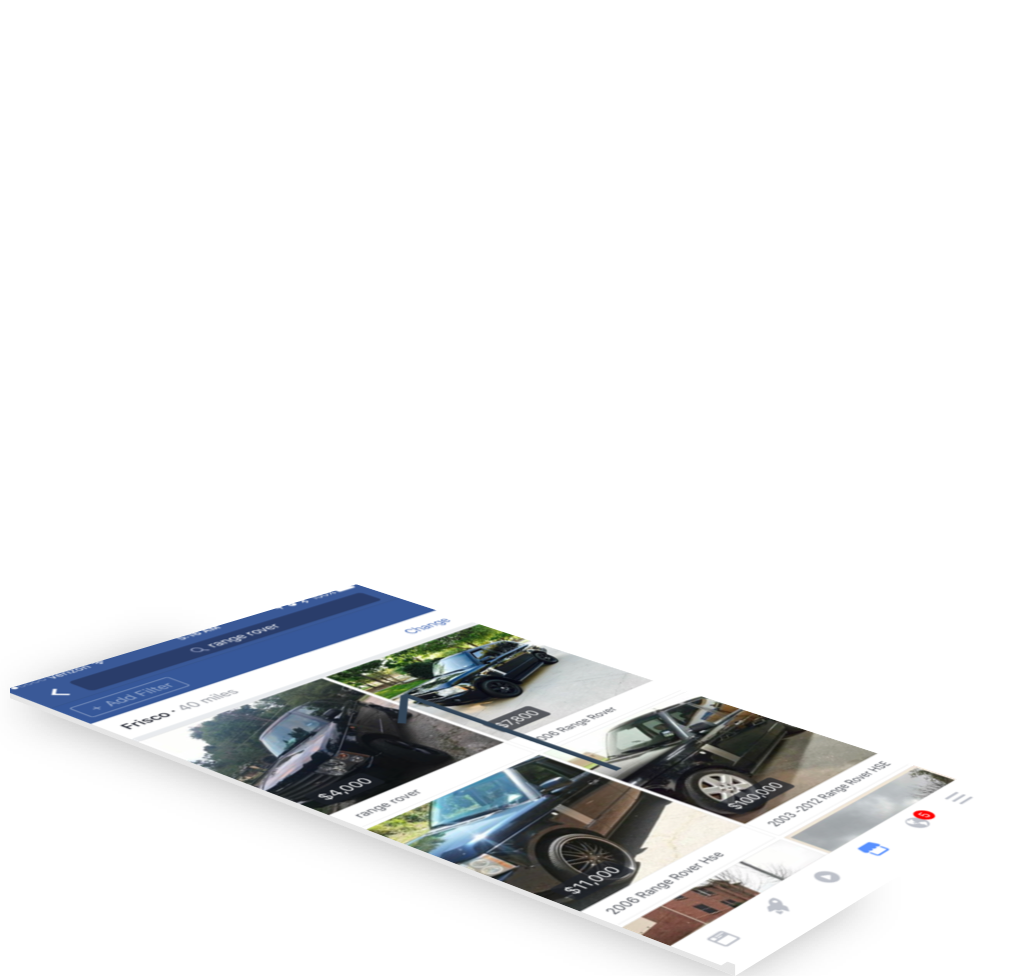 verizon
range rover
+ Add Filter
Frisco · 40 miles
Change
$4,000
$7,800
range rover
2006 Range Rover
$11,000
$100,000
2006 Range Rover Hse
2003 -2012 Range Rover HSE
5